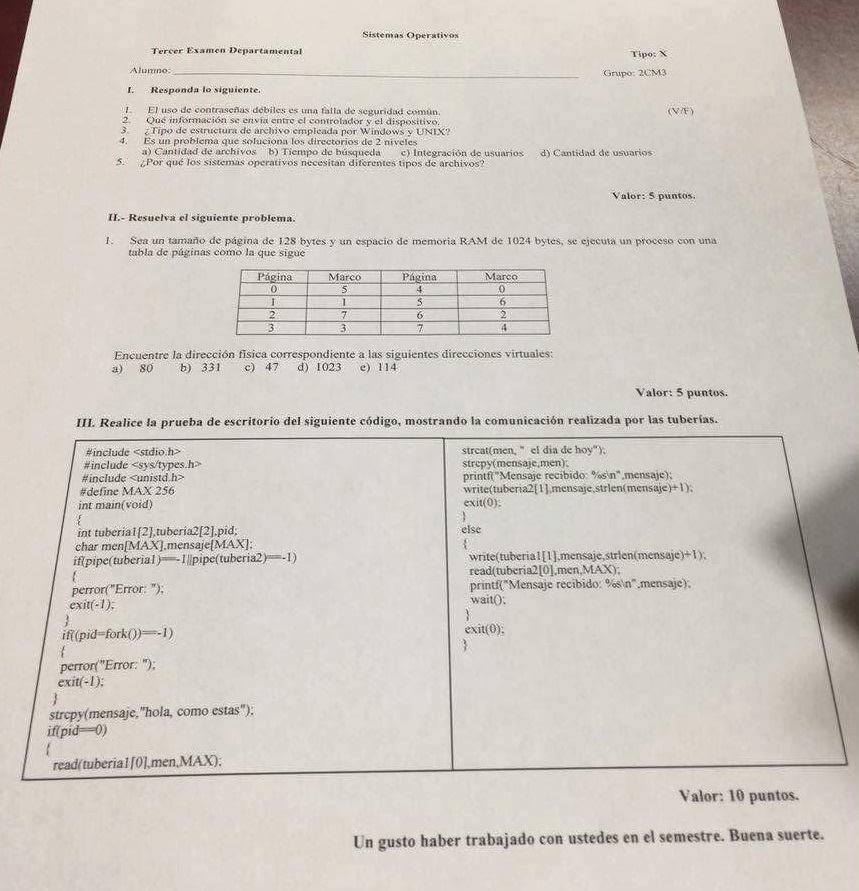 Sistemas Operativos
Tercer Examen Departamental
Tipo: X
Alumno:
Grupo: 2CM3
I. Responda lo siguiente.
1. El uso de contraseñas débiles es una falla de seguridad común. (V/F)
2. Qué información se envía entre el controlador y el dispositivo.
3. ¿Tipo de estructura de archivo empleada por Windows y UNIX?
4. Es un problema que soluciona los directorios de 2 niveles
a) Cantidad de archivos b) Tiempo de búsqueda c) Integración de usuarios d) Cantidad de usuarios
5. ¿Por qué los sistemas operativos necesitan diferentes tipos de archivos?
Valor: 5 puntos.
II.- Resuelva el siguiente problema.
1. Sea un tamaño de página de 128 bytes y un espacio de memoria RAM de 1024 bytes, se ejecuta un proceso con una
tabla de páginas como la que sigue
Página Marco Página Marco
0 5 4 0
1 1 5 6
2 7 6 2
3 3 7 4
Encuentre la dirección física correspondiente a las siguientes direcciones virtuales:
a) 80 b) 331 c) 47 d) 1023 e) 114
Valor: 5 puntos.
III. Realice la prueba de escritorio del siguiente código, mostrando la comunicación realizada por las tuberías.
#include <stdio.h>
#include <sys/types.h>
#include <unistd.h>
#define MAX 256
int main(void)
{
int tuberia1[2],tuberia2[2],pid;
char men[MAX],mensaje[MAX];
if(pipe(tuberia1)==-1||pipe(tuberia2)==-1)
{
perror("Error: ");
exit(-1);
}
if((pid=fork())==-1)
{
perror("Error: ");
exit(-1);
}
strcpy(mensaje,"hola, como estas");
if(pid==0)
{
read(tuberia1[0],men,MAX);
strcat(men, " el dia de hoy");
strcpy(mensaje,men);
printf("Mensaje recibido: %s\n",mensaje);
write(tuberia2[1],mensaje,strlen(mensaje)+1);
exit(0);
}
else
{
write(tuberia1[1],mensaje,strlen(mensaje)+1);
read(tuberia2[0],men,MAX);
printf("Mensaje recibido: %s\n",mensaje);
wait();
}
exit(0);
}
Valor: 10 puntos.
Un gusto haber trabajado con ustedes en el semestre. Buena suerte.